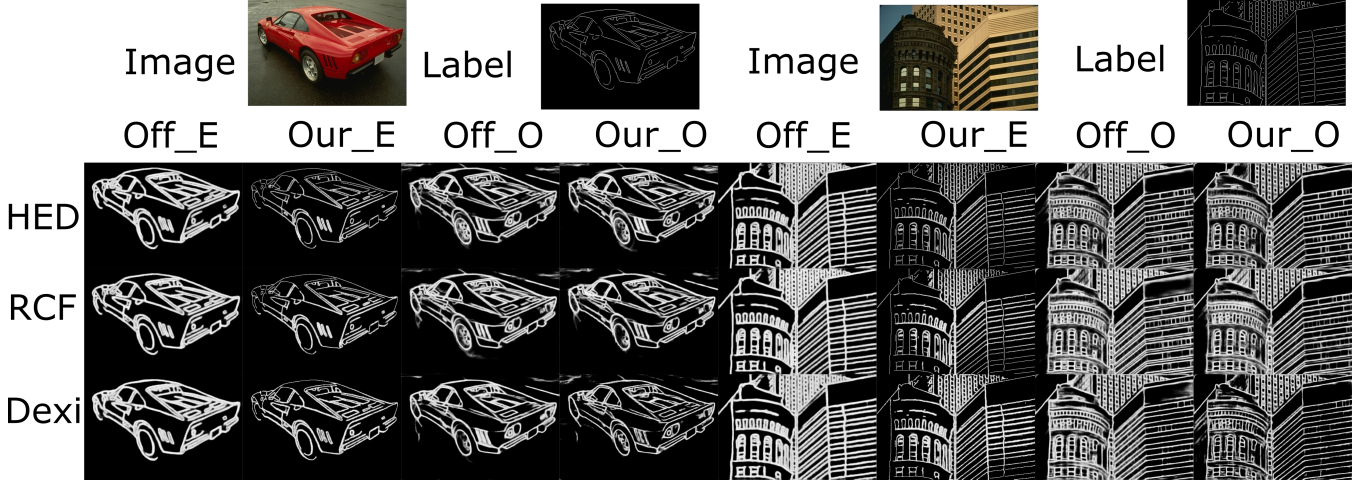 Image Label Image Label
Off_E Our_E Off_O Our_O Off_E Our_E Off_O Our_O
HED
RCF
Dexi